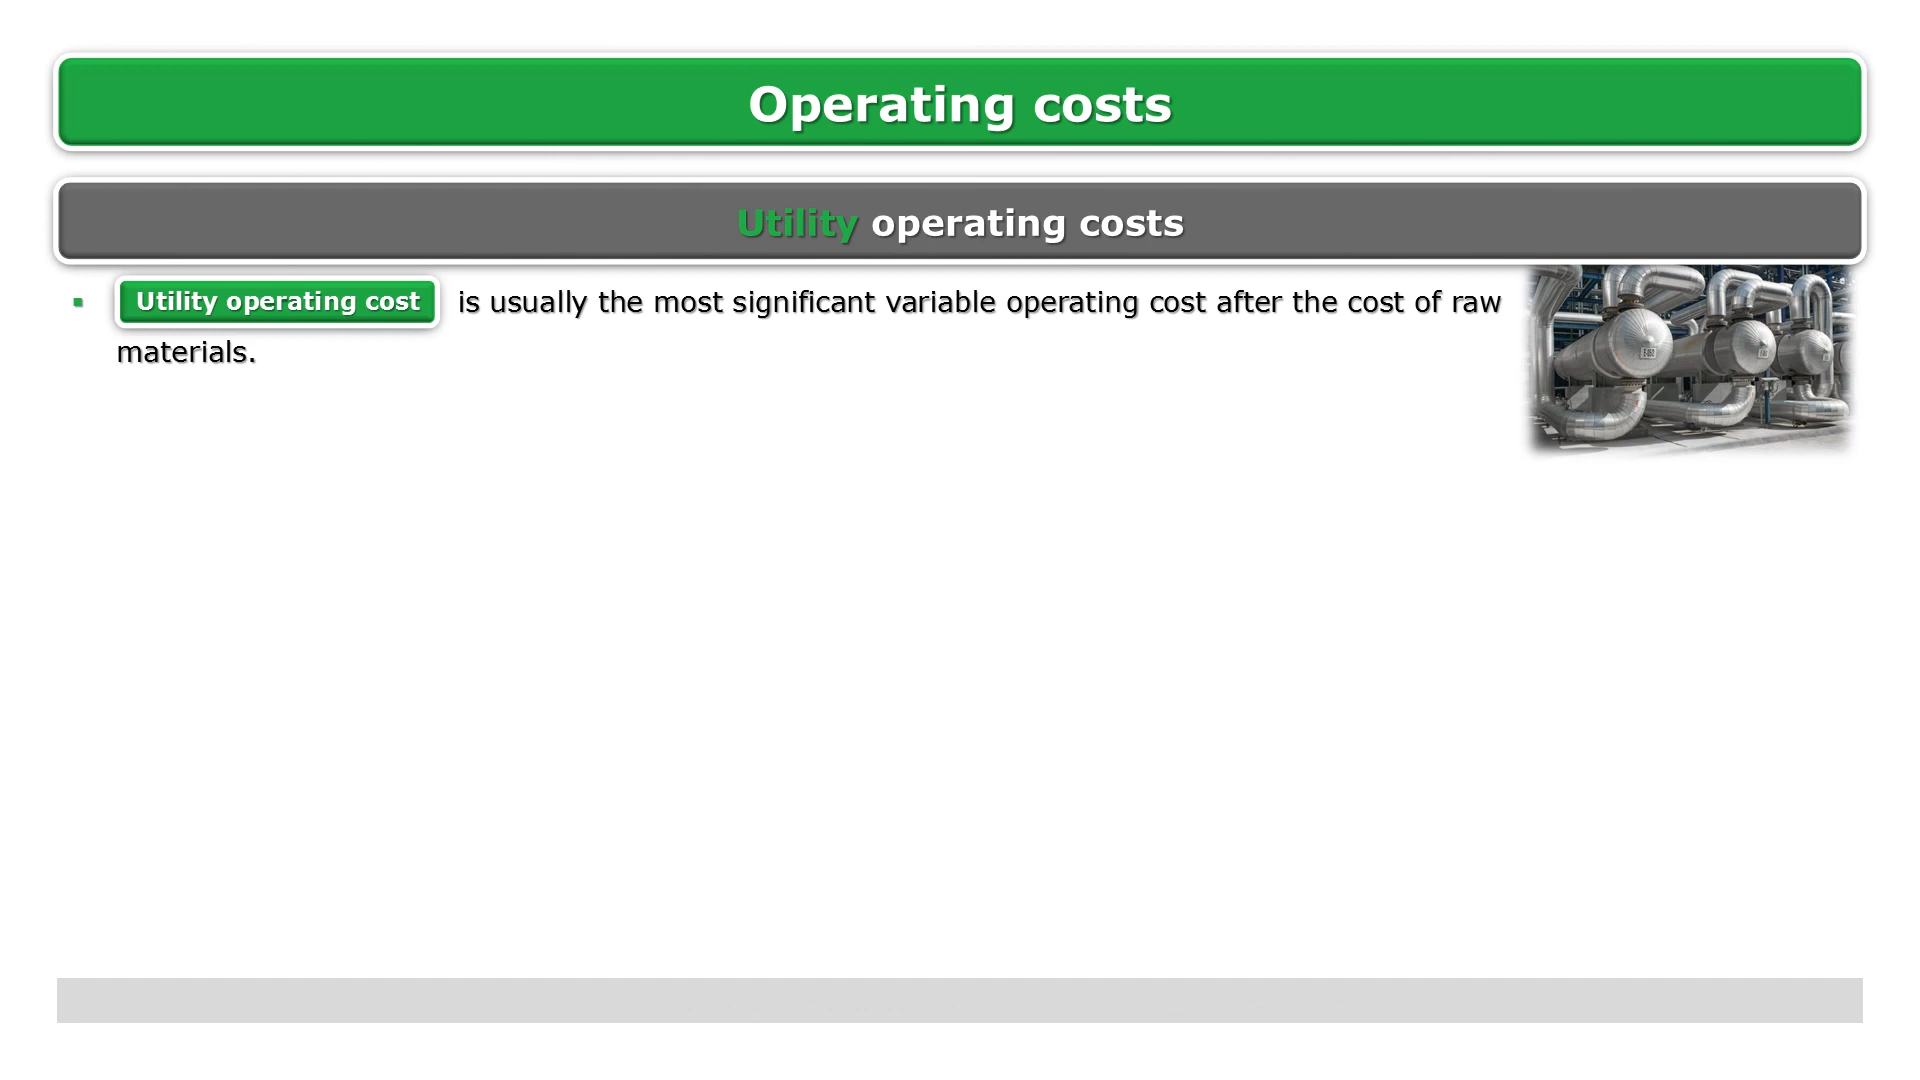 Operating costs
Utility operating costs
▪ Utility operating cost is usually the most significant variable operating cost after the cost of raw
materials.